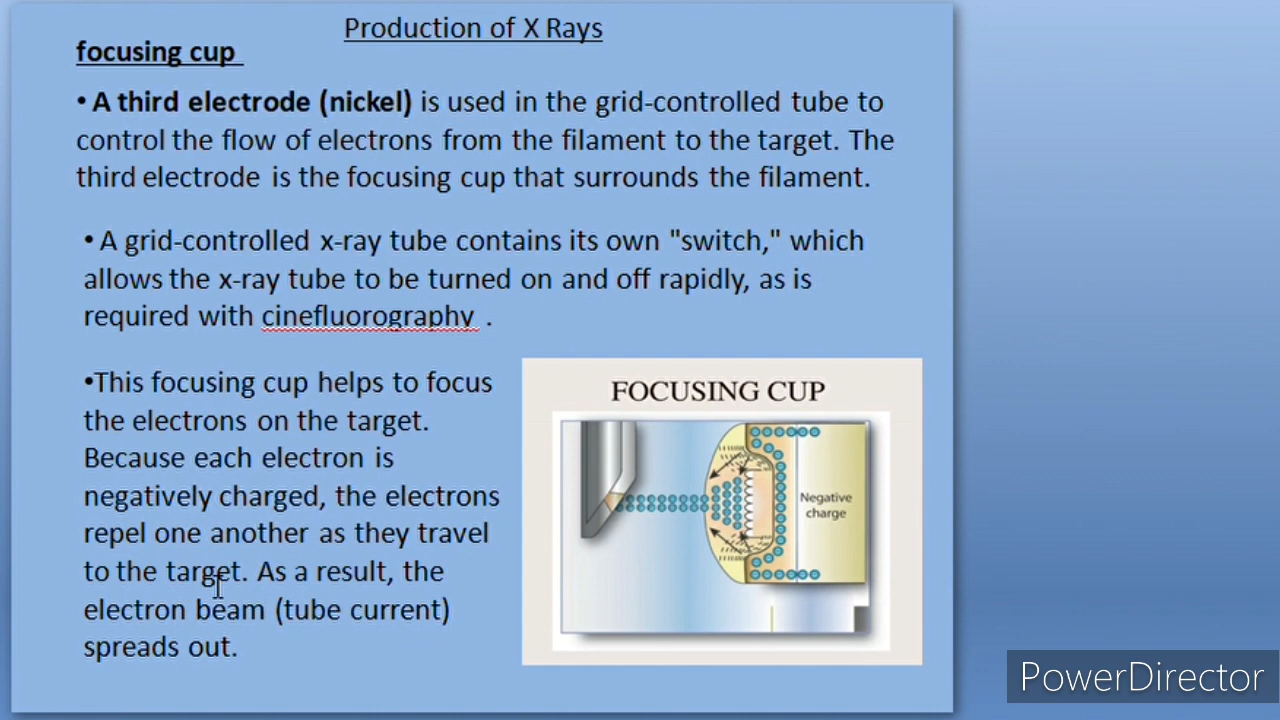 Production of X Rays
focusing cup
• A third electrode (nickel) is used in the grid-controlled tube to
control the flow of electrons from the filament to the target. The
third electrode is the focusing cup that surrounds the filament.
• A grid-controlled x-ray tube contains its own "switch," which
allows the x-ray tube to be turned on and off rapidly, as is
required with cinefluorography .
•This focusing cup helps to focus
the electrons on the target.
Because each electron is
negatively charged, the electrons
repel one another as they travel
to the target. As a result, the
electron beam (tube current)
spreads out.
FOCUSING CUP
Negative
charge
PowerDirector